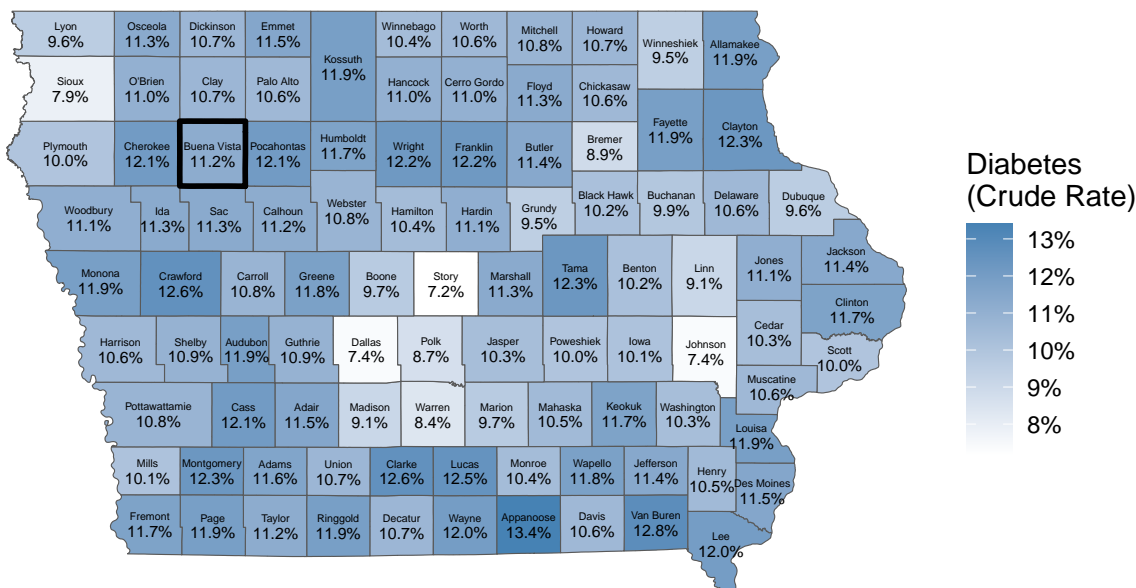 Lyon
9.6%
Osceola
11.3%
Dickinson
10.7%
Emmet
11.5%
Kossuth
11.9%
Winnebago
10.4%
Worth
10.6%
Mitchell
10.8%
Howard
10.7%
Winneshiek
9.5%
Allamakee
11.9%
Sioux
7.9%
O'Brien
11.0%
Clay
10.7%
Palo Alto
10.6%
Hancock
11.0%
Cerro Gordo
11.0%
Floyd
11.3%
Chickasaw
10.6%
Fayette
11.9%
Clayton
12.3%
Plymouth
10.0%
Cherokee
12.1%
Buena Vista
11.2%
Pocahontas
12.1%
Humboldt
11.7%
Wright
12.2%
Franklin
12.2%
Butler
11.4%
Bremer
8.9%
Woodbury
11.1%
Ida
11.3%
Sac
11.3%
Calhoun
11.2%
Webster
10.8%
Hamilton
10.4%
Hardin
11.1%
Grundy
9.5%
Black Hawk
10.2%
Buchanan
9.9%
Delaware
10.6%
Dubuque
9.6%
Monona
11.9%
Crawford
12.6%
Carroll
10.8%
Greene
11.8%
Boone
9.7%
Story
7.2%
Marshall
11.3%
Tama
12.3%
Benton
10.2%
Linn
9.1%
Jones
11.1%
Jackson
11.4%
Clinton
11.7%
Harrison
10.6%
Shelby
10.9%
Audubon
11.9%
Guthrie
10.9%
Dallas
7.4%
Polk
8.7%
Jasper
10.3%
Poweshiek
10.0%
Iowa
10.1%
Johnson
7.4%
Cedar
10.3%
Scott
10.0%
Muscatine
10.6%
Pottawattamie
10.8%
Cass
12.1%
Adair
11.5%
Madison
9.1%
Warren
8.4%
Marion
9.7%
Mahaska
10.5%
Keokuk
11.7%
Washington
10.3%
Louisa
11.9%
Mills
10.1%
Montgomery
12.3%
Adams
11.6%
Union
10.7%
Clarke
12.6%
Lucas
12.5%
Monroe
10.4%
Wapello
11.8%
Jefferson
11.4%
Henry
10.5%
Des Moines
11.5%
Fremont
11.7%
Page
11.9%
Taylor
11.2%
Ringgold
11.9%
Decatur
10.7%
Wayne
12.0%
Appanoose
13.4%
Davis
10.6%
Van Buren
12.8%
Lee
12.0%
Diabetes
(Crude Rate)
13%
12%
11%
10%
9%
8%